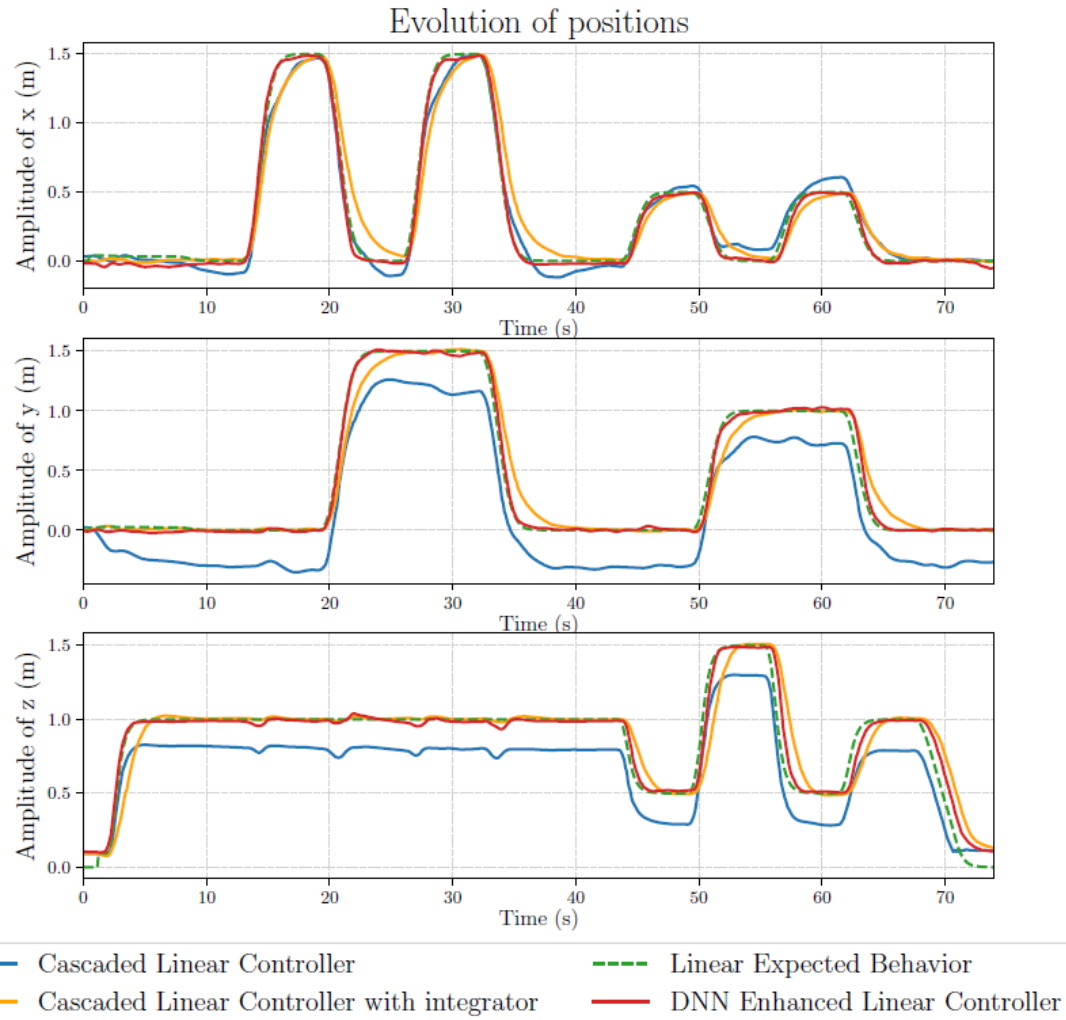 Evolution of positions
Amplitude of x (m)
1.5
1.0
0.5
0.0
0 10 20 30 40 50 60 70
Time (s)
Amplitude of y (m)
1.5
1.0
0.5
0.0
0 10 20 30 40 50 60 70
Time (s)
Amplitude of z (m)
1.5
1.0
0.5
0.0
0 10 20 30 40 50 60 70
Time (s)
Cascaded Linear Controller
Linear Expected Behavior
Cascaded Linear Controller with integrator
DNN Enhanced Linear Controller